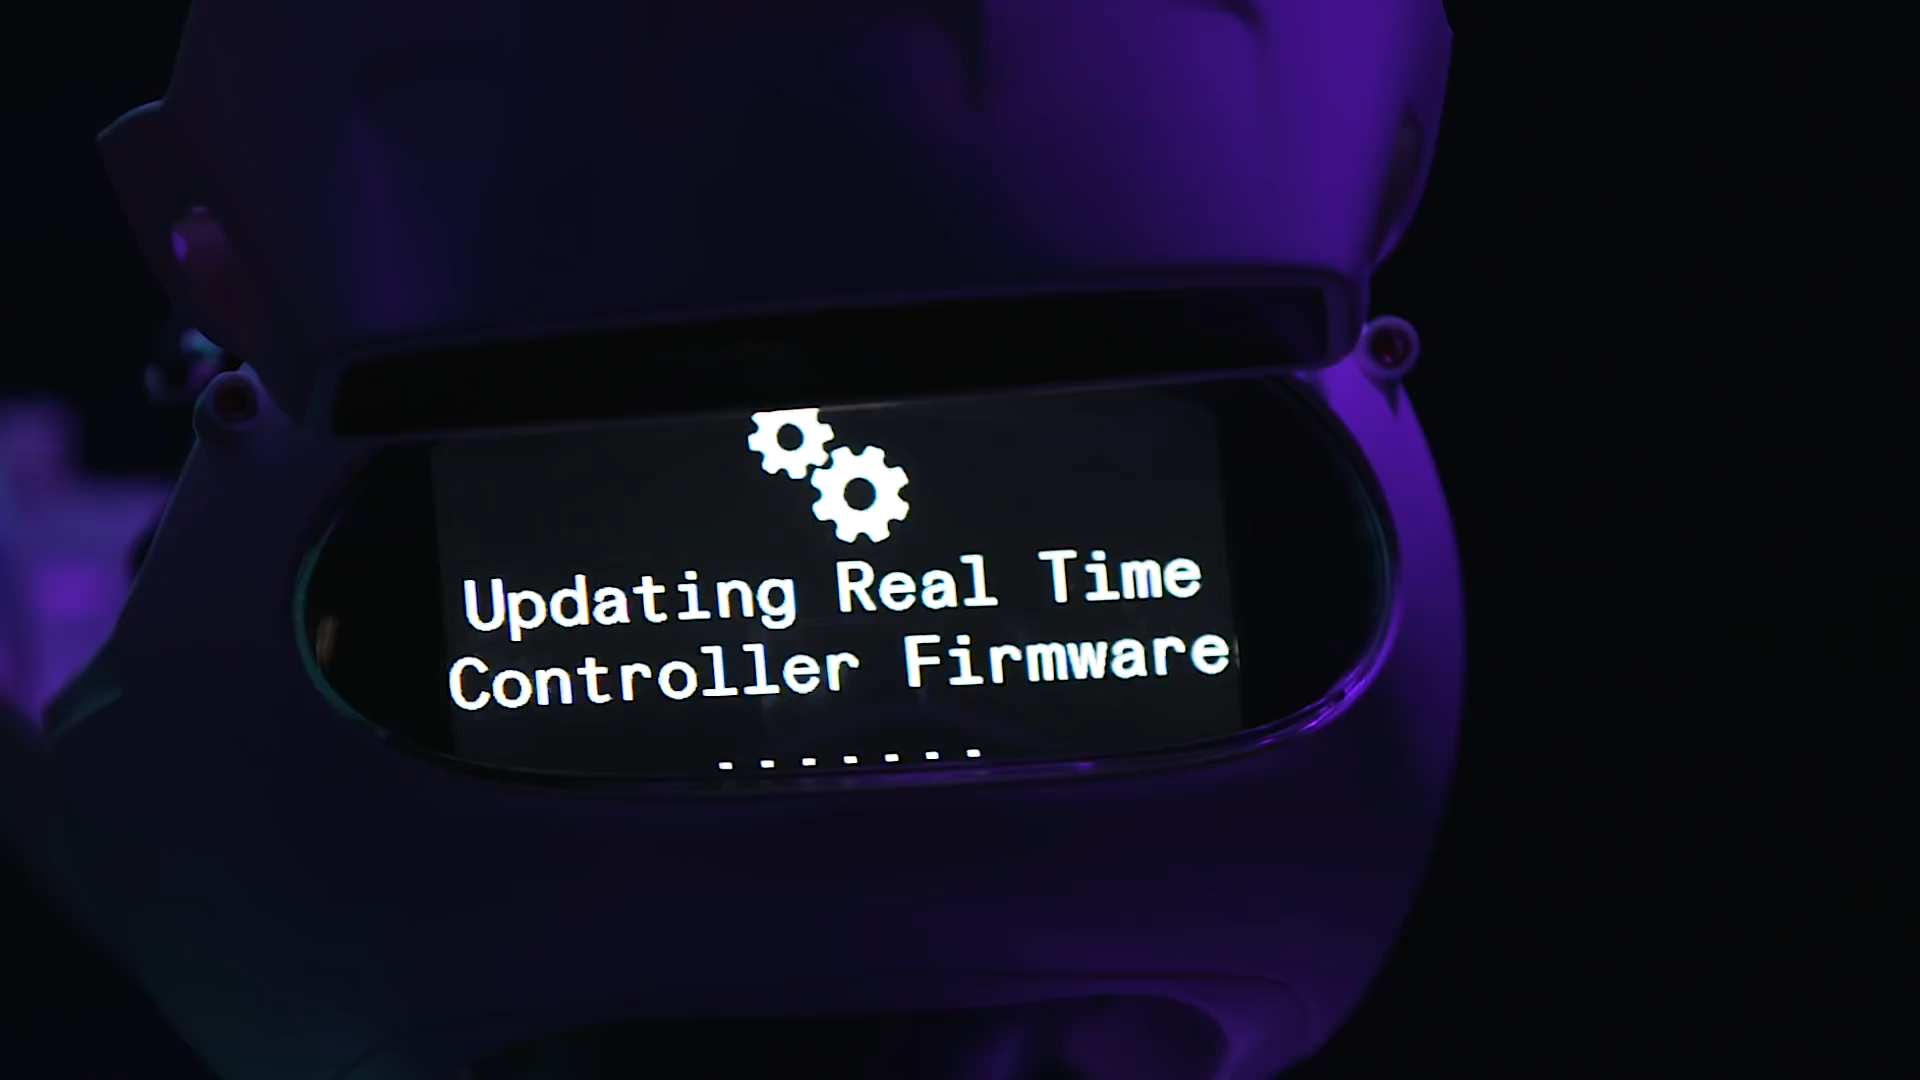 Updating Real Time
Controller Firmware
.......